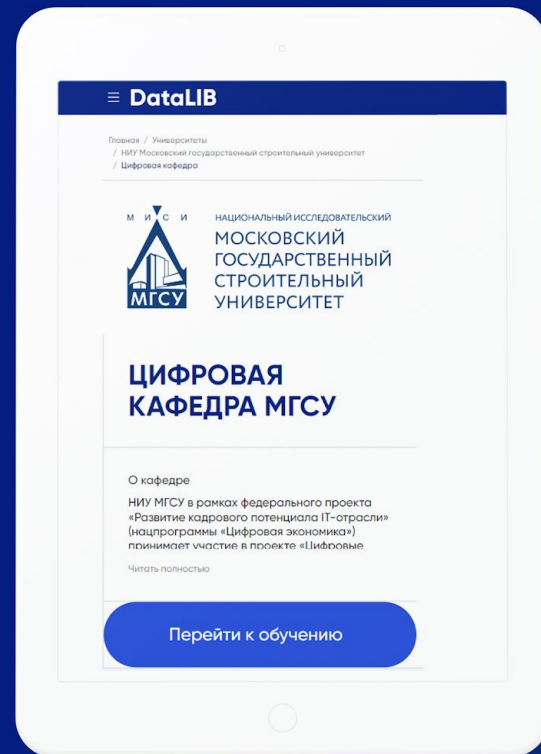 ≡ DataLIB
Главная / Университеты
/ НИУ Московский государственный строительный университет
/ Цифровая кафедра
М И С И
МГСУ
НАЦИОНАЛЬНЫЙ ИССЛЕДОВАТЕЛЬСКИЙ
МОСКОВСКИЙ
ГОСУДАРСТВЕННЫЙ
СТРОИТЕЛЬНЫЙ
УНИВЕРСИТЕТ
ЦИФРОВАЯ
КАФЕДРА МГСУ
О кафедре
НИУ МГСУ в рамках федерального проекта
«Развитие кадрового потенциала IT-отрасли»
(нацпрограммы «Цифровая экономика»)
принимает участие в проекте «Цифровые
Читать полностью
Перейти к обучению